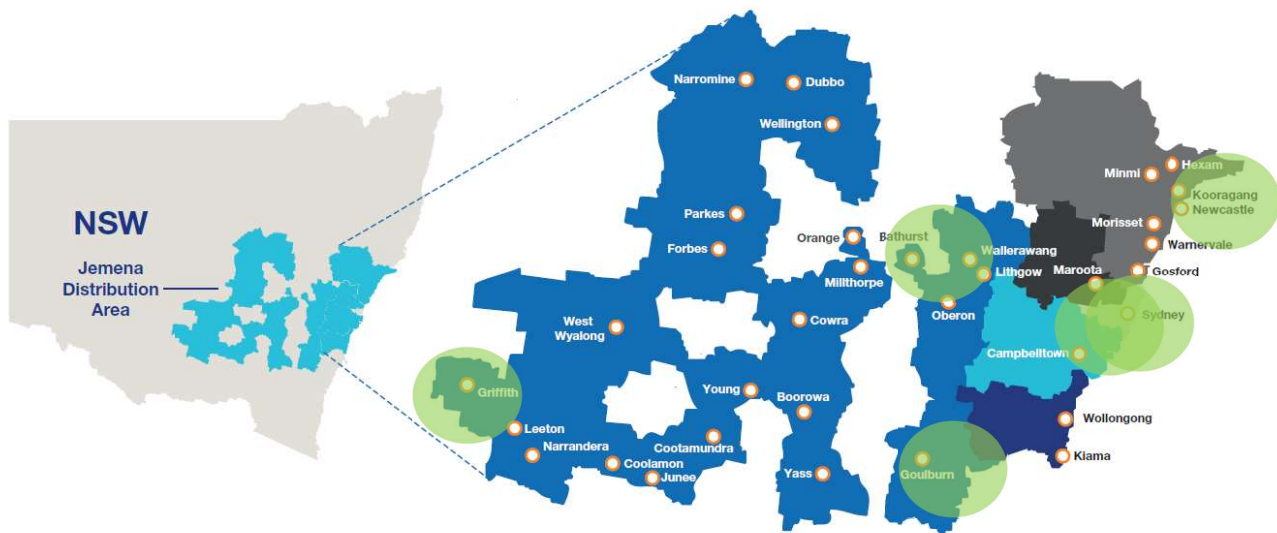 NSW
Jemena
Distribution
Area
Narromine
Dubbo
Wellington
Parkes
Forbes
Orange
Millthorpe
West
Wyalong
Cowra
Griffith
Leeton
Narrandera
Young
Boorowa
Cootamundra
Coolamon
Junee
Yass
Bathurst
Wallerawang
Lithgow
Oberon
Goulburn
Minmi
Hexam
Kooragang
Newcastle
Morisset
Warnervale
Maroota
Gosford
Sydney
Campbelltown
Wollongong
Kiama